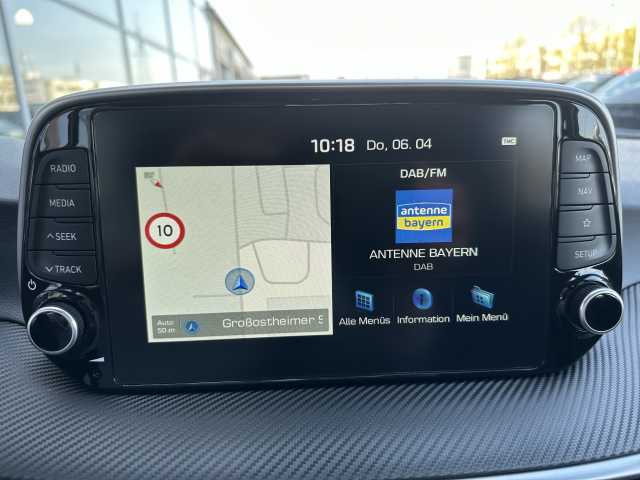 10:18 Do, 06. 04
TMC
RADIO
MEDIA
SEEK
TRACK
10
Auto
50 m
Großostheimer S
DAB/FM
antenne
bayern
ANTENNE BAYERN
DAB
Alle Menüs
Information
Mein Menü
MAP
NAV
SETUP